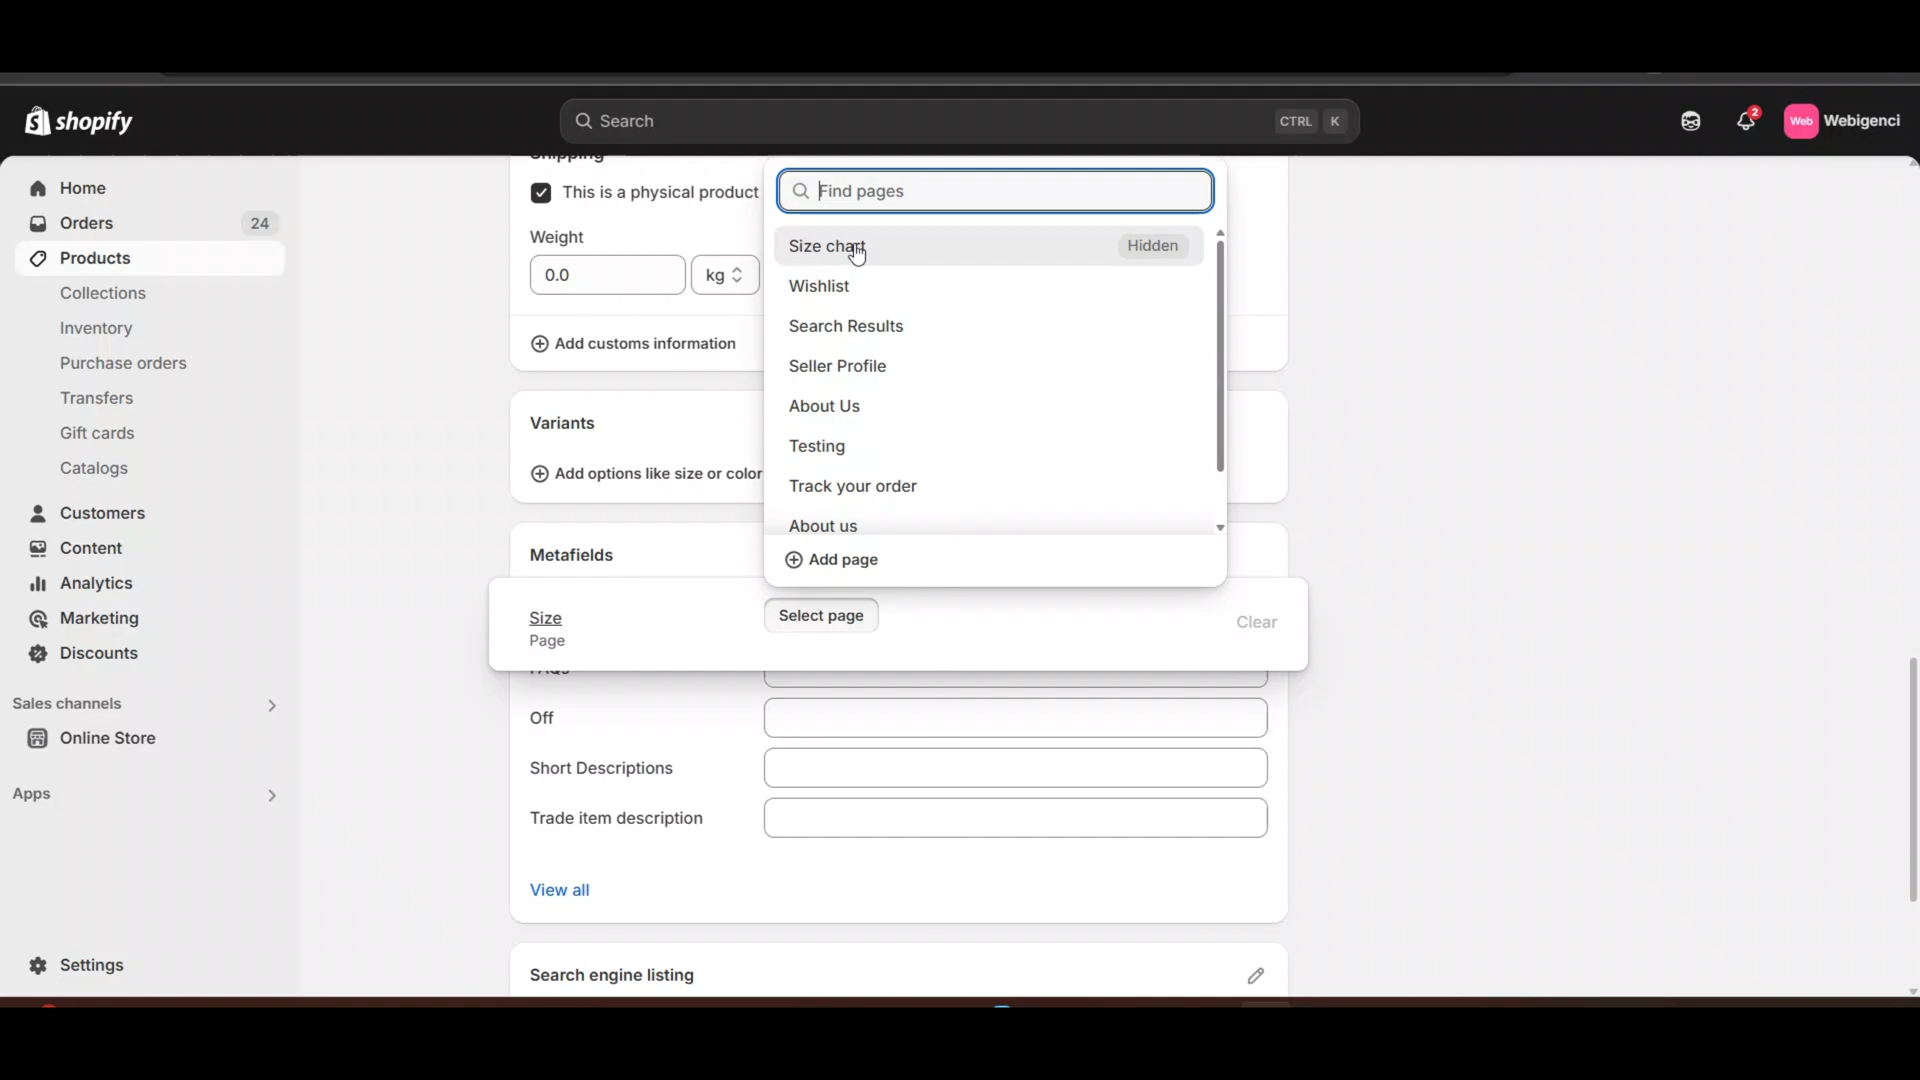 shopify
Search
CTRL K
2
Web
Webigenci
Home
Orders
24
Products
Collections
Inventory
Purchase orders
Transfers
Gift cards
Catalogs
Customers
Content
Analytics
Marketing
Discounts
Sales channels
Online Store
Apps
Settings
Shipping
This is a physical product
Weight
0.0
kg
Add customs information
Variants
Add options like size or color
Metafields
Find pages
Size chart
Hidden
Wishlist
Search Results
Seller Profile
About Us
Testing
Track your order
About us
Add page
Size
Page
Select page
Clear
FAQs
Off
Short Descriptions
Trade item description
View all
Search engine listing